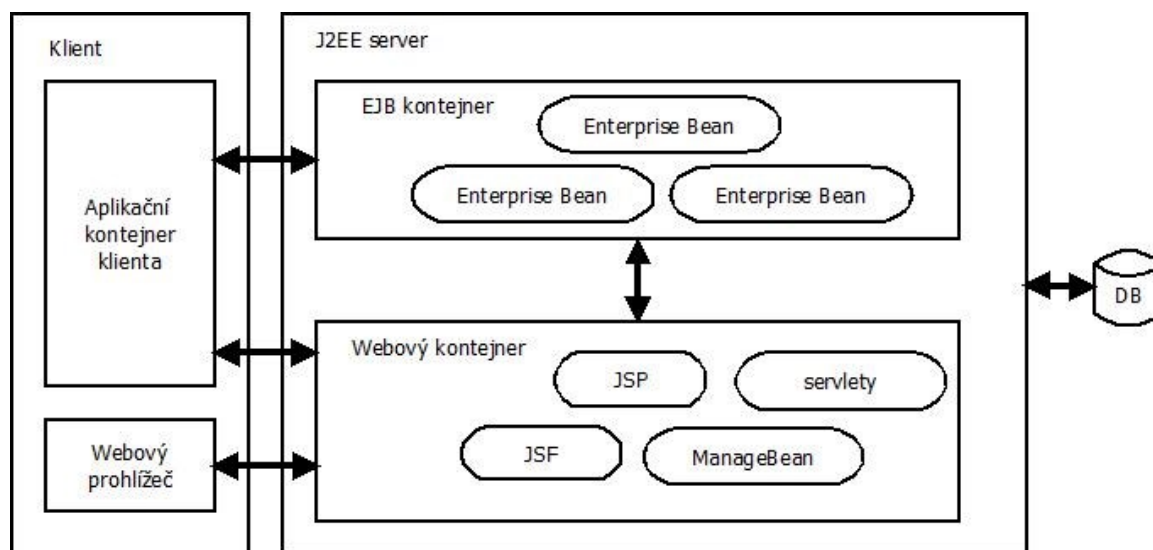 Klient
Aplikační
kontejner
klienta
Webový
prohlížeč
J2EE server
EJB kontejner
Enterprise Bean
Enterprise Bean
Enterprise Bean
Webový kontejner
JSP
servlety
JSF
ManageBean
DB